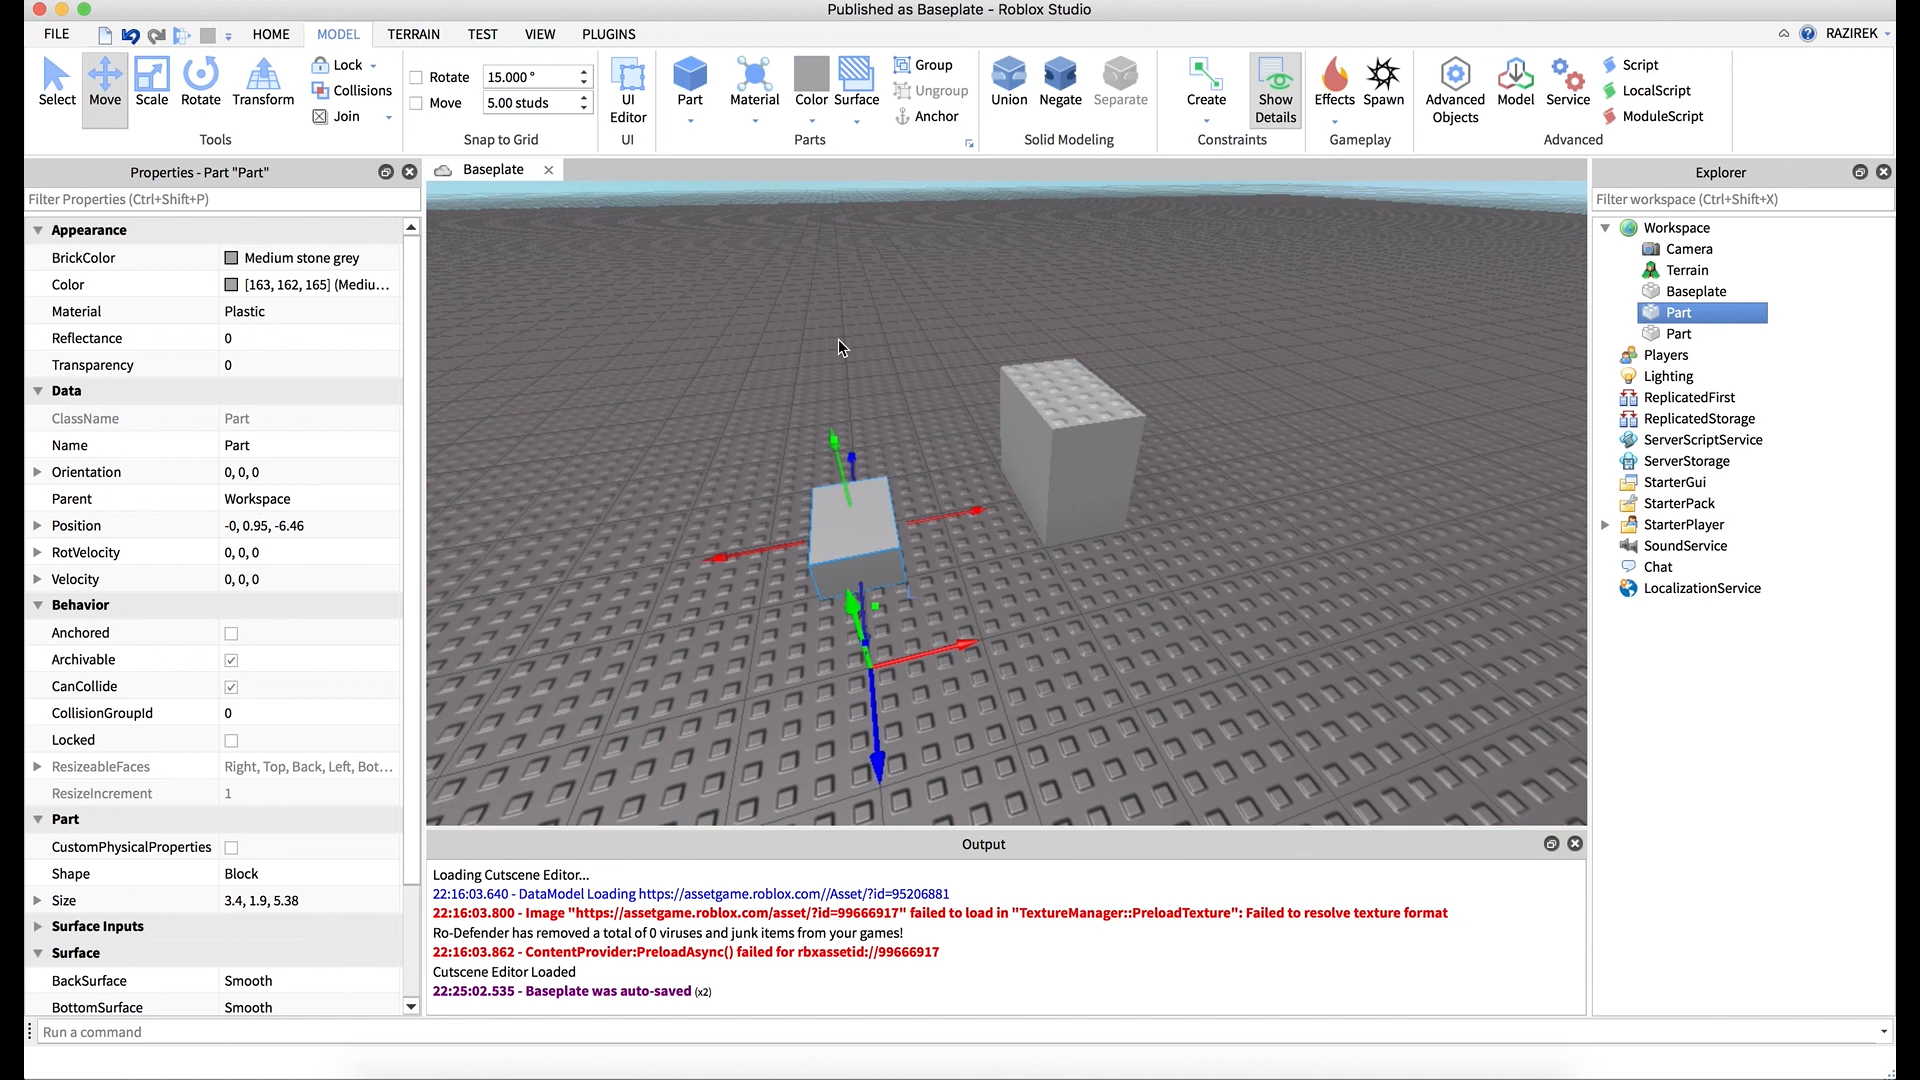 Published as Baseplate - Roblox Studio
FILE HOME MODEL TERRAIN TEST VIEW PLUGINS RAZIREK
Select Move Scale Rotate Transform
Lock
Collisions
Join
Tools
Rotate 15.000 °
Move 5.00 studs
Snap to Grid
UI
Editor
UI
Part Material Color Surface
Group
Ungroup
Anchor
Parts
Union Negate Separate
Solid Modeling
Create Show
Details
Constraints
Effects Spawn
Gameplay
Advanced
Objects
Model Service
Script
LocalScript
ModuleScript
Advanced
Properties - Part "Part"
Filter Properties (Ctrl+Shift+P)
Appearance
BrickColor Medium stone grey
Color [163, 162, 165] (Mediu...
Material Plastic
Reflectance 0
Transparency 0
Data
ClassName Part
Name Part
Orientation 0, 0, 0
Parent Workspace
Position -0, 0.95, -6.46
RotVelocity 0, 0, 0
Velocity 0, 0, 0
Behavior
Anchored
Archivable
CanCollide
CollisionGroupId 0
Locked
ResizeableFaces Right, Top, Back, Left, Bot...
ResizeIncrement 1
Part
CustomPhysicalProperties
Shape Block
Size 3.4, 1.9, 5.38
Surface Inputs
Surface
BackSurface Smooth
BottomSurface Smooth
Baseplate
Output
Loading Cutscene Editor...
22:16:03.640 - DataModel Loading https://assetgame.roblox.com//Asset/?id=95206881
22:16:03.800 - Image "https://assetgame.roblox.com/asset/?id=99666917" failed to load in "TextureManager::PreloadTexture": Failed to resolve texture format
Ro-Defender has removed a total of 0 viruses and junk items from your games!
22:16:03.862 - ContentProvider:PreloadAsync() failed for rbxassetid://99666917
Cutscene Editor Loaded
22:25:02.535 - Baseplate was auto-saved (x2)
Explorer
Filter workspace (Ctrl+Shift+X)
Workspace
Camera
Terrain
Baseplate
Part
Part
Players
Lighting
ReplicatedFirst
ReplicatedStorage
ServerScriptService
ServerStorage
StarterGui
StarterPack
StarterPlayer
SoundService
Chat
LocalizationService
Run a command